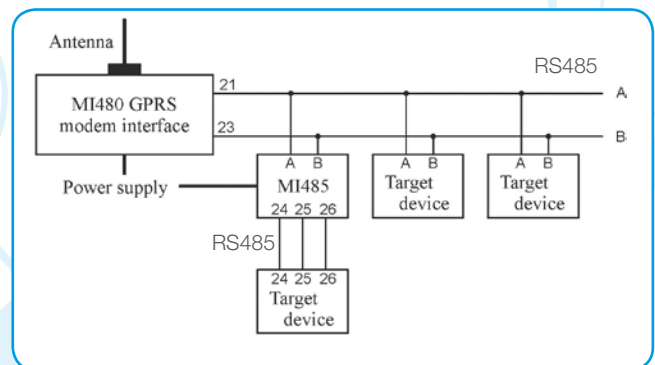 Antenna
RS485
21
A
MI480 GPRS
modem interface
23
B
A B
A B
A B
Power supply
MI485
Target
device
Target
device
24 25 26
RS485
24 25 26
Target
device